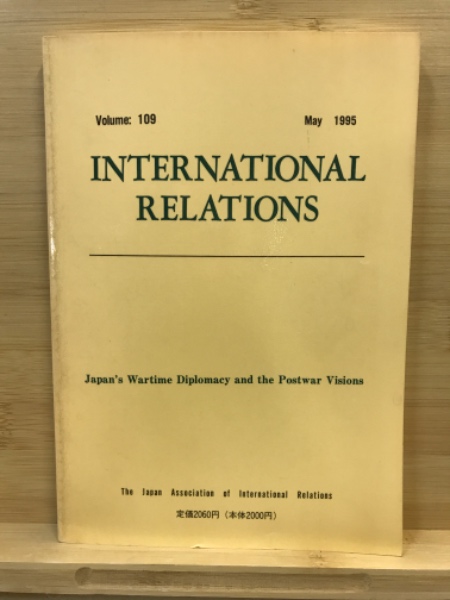 Volume: 109 May 1995
INTERNATIONAL
RELATIONS
Japan's Wartime Diplomacy and the Postwar Visions
The Japan Association of International Relations
定価2060円（本体2000円）